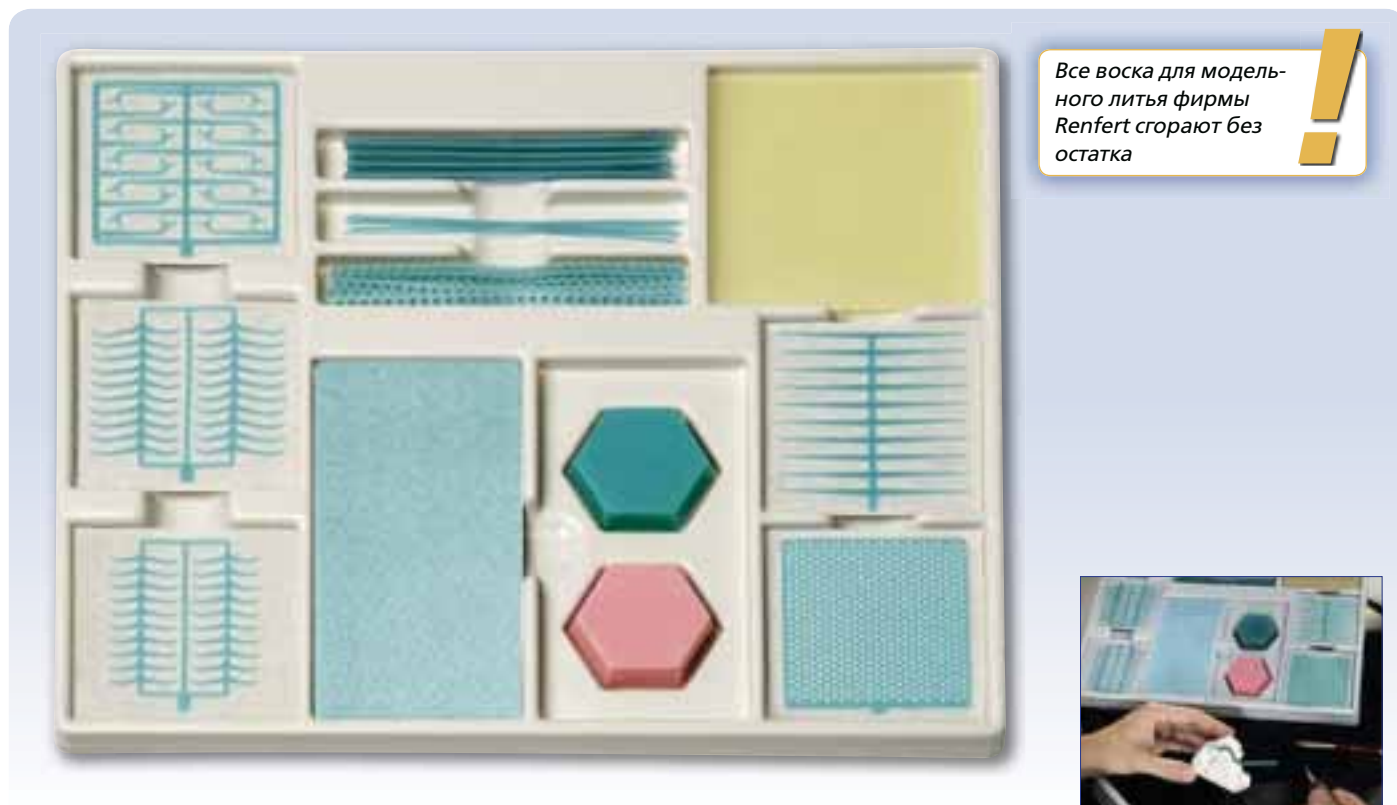 Все воска для модель-
ного литья фирмы
Renfert сгорают без
остатка